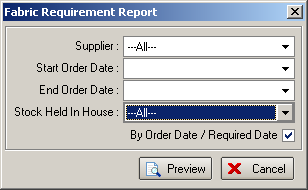 Fabric Requirement Report
Supplier : ---All---
Start Order Date :
End Order Date :
Stock Held In House : ---All---
By Order Date / Required Date
Preview Cancel